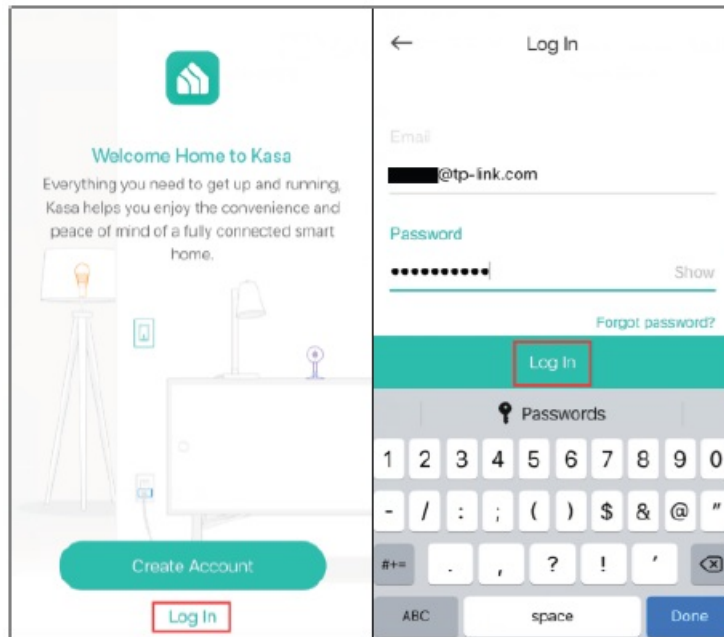 Welcome Home to Kasa
Everything you need to get up and running,
Kasa helps you enjoy the convenience and
peace of mind of a fully connected smart
home.
Create Account
Log In
Log In
Email
@tp-link.com
Password
••••••••••
Show
Forgot password?
Log In
Passwords
1 2 3 4 5 6 7 8 9 0
- / : ; ( ) $ & @ "
#+= . , ? ! '
ABC space Done